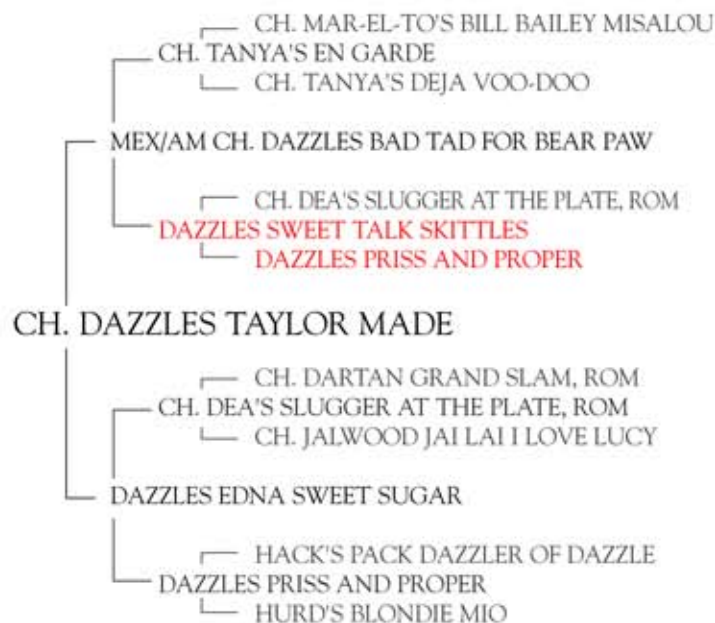 CH. MAR-EL-TO'S BILL BAILEY MISALOU
CH. TANYA'S EN GARDE
CH. TANYA'S DEJA VOO-DOO
MEX/AM CH. DAZZLES BAD TAD FOR BEAR PAW
CH. DEA'S SLUGGER AT THE PLATE, ROM
DAZZLES SWEET TALK SKITTLES
DAZZLES PRISS AND PROPER
CH. DAZZLES TAYLOR MADE
CH. DARTAN GRAND SLAM, ROM
CH. DEA'S SLUGGER AT THE PLATE, ROM
CH. JALWOOD JAI LAI I LOVE LUCY
DAZZLES EDNA SWEET SUGAR
HACK'S PACK DAZZLER OF DAZZLE
DAZZLES PRISS AND PROPER
HURD'S BLONDIE MIO